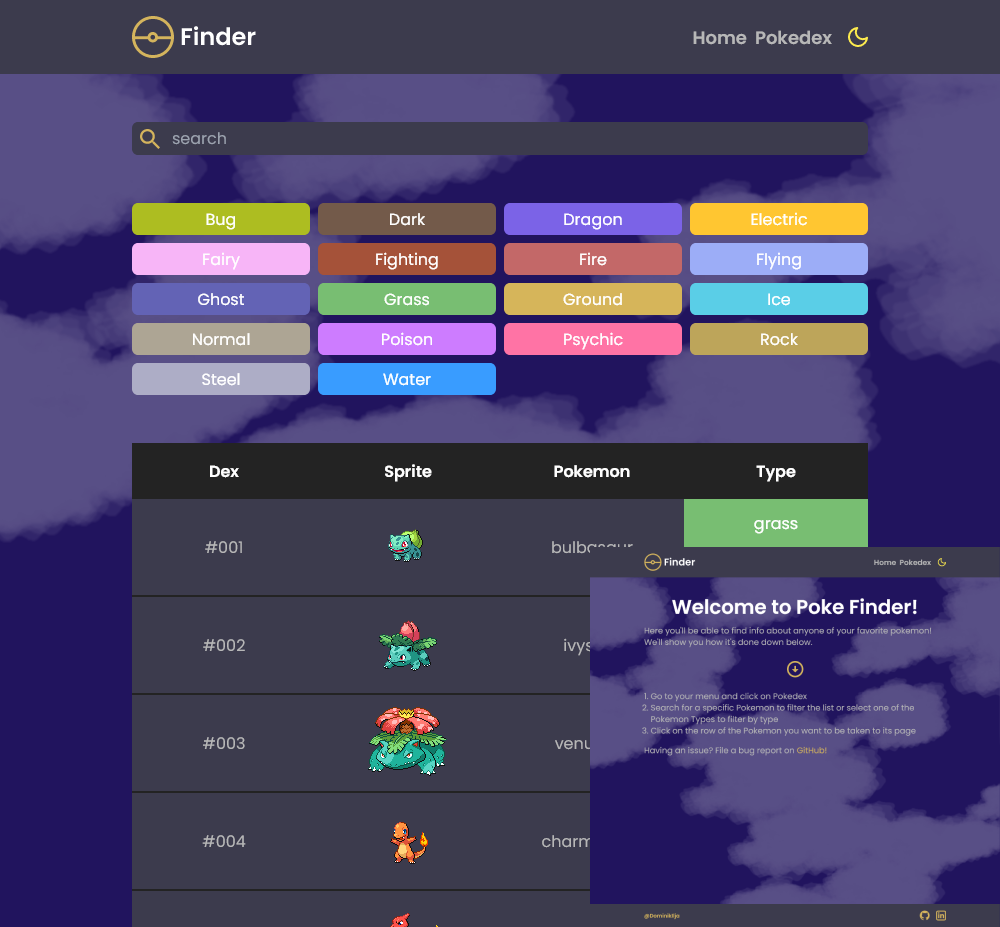 Finder
Home Pokedex
search
Bug Dark Dragon Electric
Fairy Fighting Fire Flying
Ghost Grass Ground Ice
Normal Poison Psychic Rock
Steel Water
Dex Sprite Pokemon Type
grass
#001 bulbasaur
#002 ivys
#003 venu
#004 charm
Finder
Home Pokedex
Welcome to Poke Finder!
Here you'll be able to find info about anyone of your favorite pokemon!
We'll show you how it's done down below.
1. Go to your menu and click on Pokedex
2. Search for a specific Pokemon to filter the list or select one of the
Pokemon Types to filter by type
3. Click on the row of the Pokemon you want to be taken to its page
Having an issue? File a bug report on GitHub!